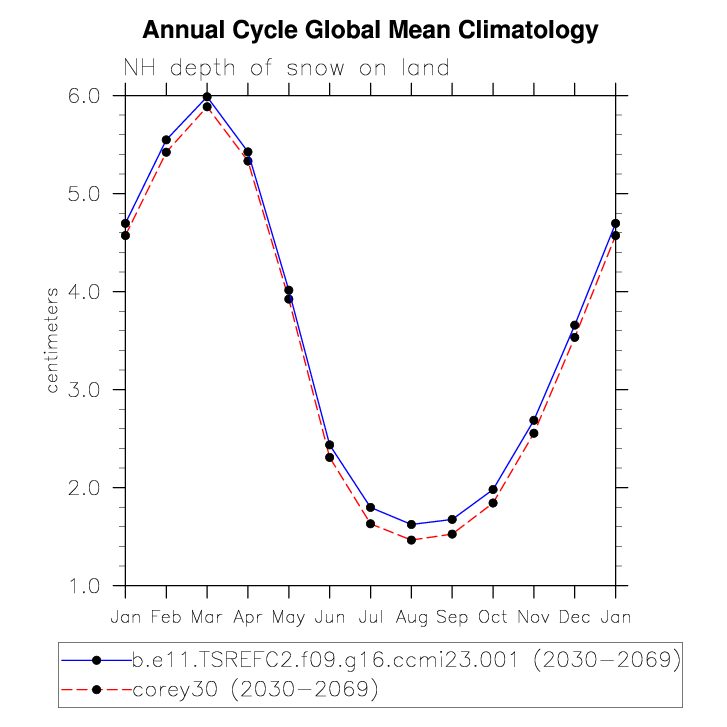 Annual Cycle Global Mean Climatology
NH depth of snow on land
6.0
5.0
4.0
3.0
2.0
1.0
centimeters
Jan Feb Mar Apr May Jun Jul Aug Sep Oct Nov Dec Jan
b.e11.TSREFC2.f09.g16.ccmi23.001 (2030-2069)
corey30 (2030-2069)